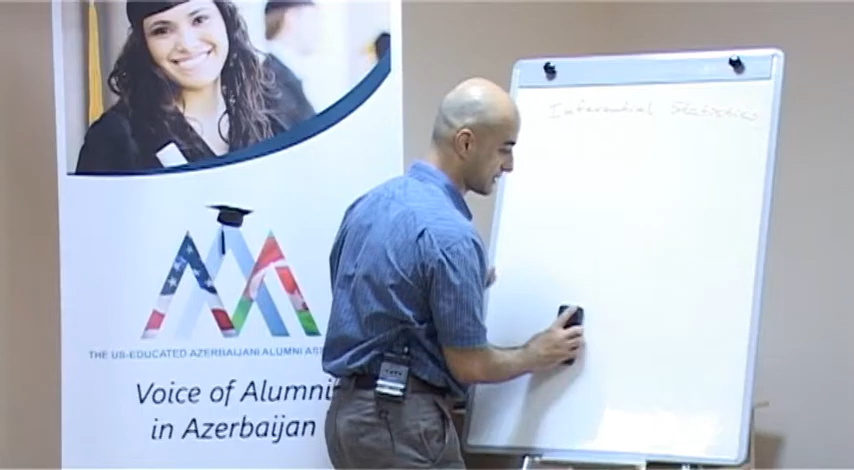 THE US-EDUCATED AZERBAIJANI ALUMNI AS
Voice of Alumni
in Azerbaijan
Inferential Statistics